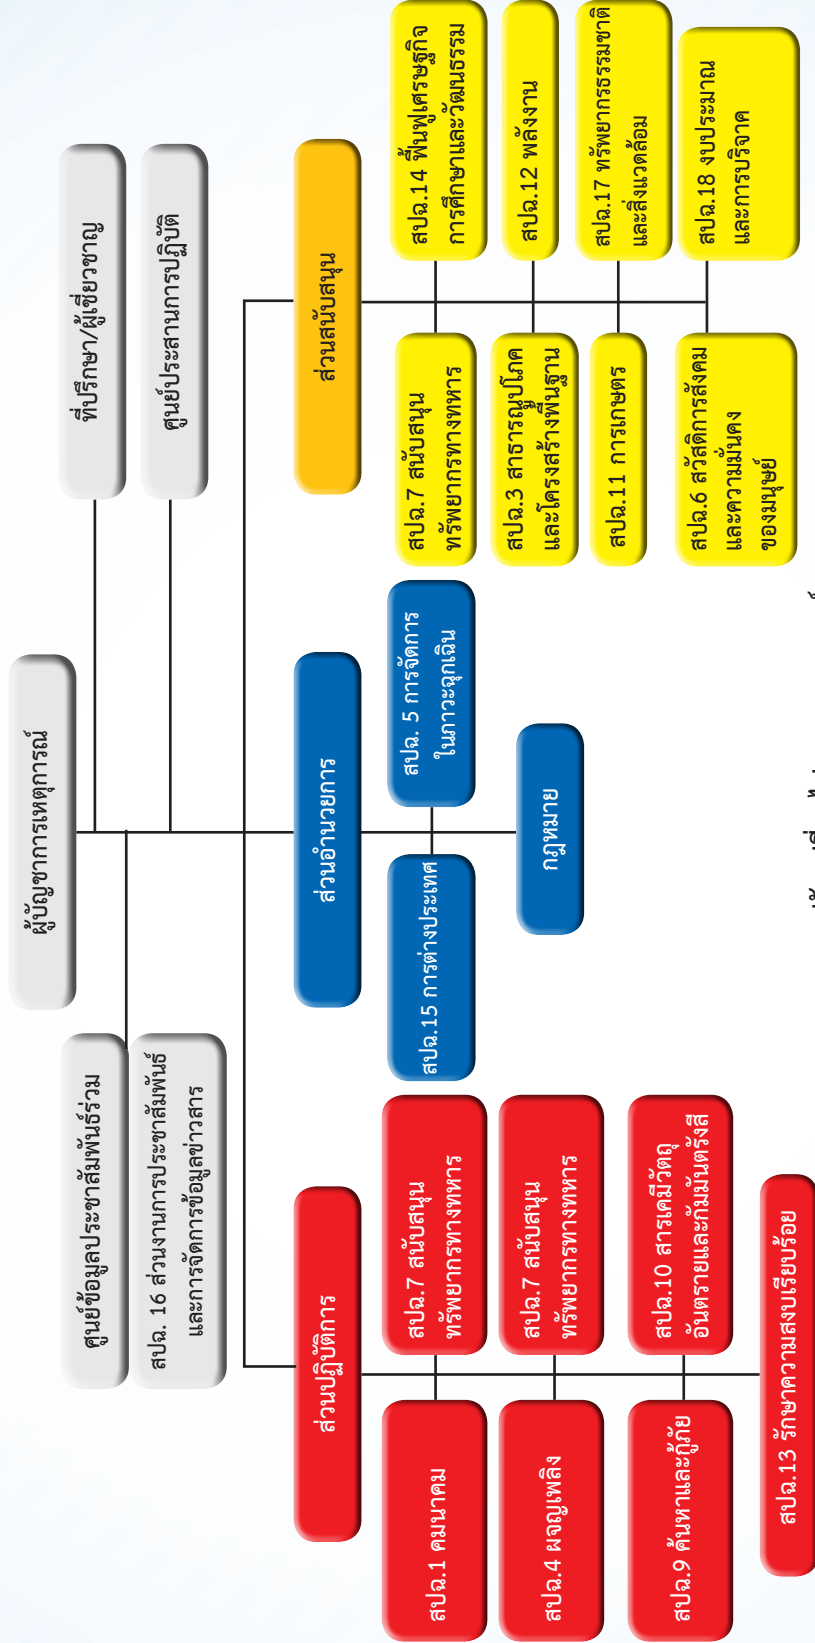 ผู้บัญชาการเหตุการณ์
ศูนย์ข้อมูลประชาสัมพันธ์ร่วม
สปฉ. 16 ส่วนงานการประชาสัมพันธ์
และการจัดการข้อมูลข่าวสาร
ที่ปรึกษา/ผู้เชี่ยวชาญ
ศูนย์ประสานการปฏิบัติ
ส่วนปฏิบัติการ
ส่วนอำนวยการ
ส่วนสนับสนุน
สปฉ.1 คมนาคม
สปฉ.7 สนับสนุน
ทรัพยากรทางทหาร
สปฉ.4 ผจญเพลิง
สปฉ.7 สนับสนุน
ทรัพยากรทางทหาร
สปฉ.9 ค้นหาและกู้ภัย
สปฉ.10 สารเคมีวัตถุ
อันตรายและกัมมันตรังสี
สปฉ.13 รักษาความสงบเรียบร้อย
สปฉ.15 การต่างประเทศ
สปฉ. 5 การจัดการ
ในภาวะฉุกเฉิน
กฎหมาย
สปฉ.7 สนับสนุน
ทรัพยากรทางทหาร
สปฉ.14 ฟื้นฟูเศรษฐกิจ
การศึกษาและวัฒนธรรม
สปฉ.3 สาธารณูปโภค
และโครงสร้างพื้นฐาน
สปฉ.12 พลังงาน
สปฉ.11 การเกษตร
สปฉ.17 ทรัพยากรธรรมชาติ
และสิ่งแวดล้อม
สปฉ.6 สวัสดิการสังคม
และความมั่นคง
ของมนุษย์
สปฉ.18 งบประมาณ
และการบริจาค